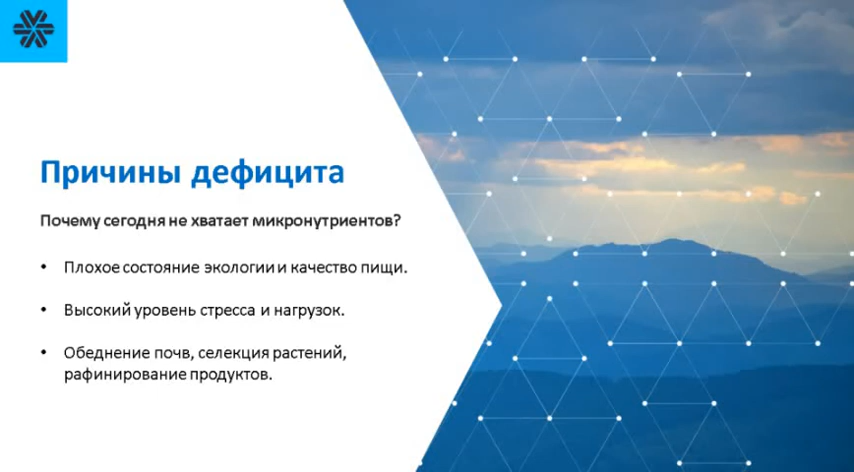 Причины дефицита
Почему сегодня не хватает микронутриентов?
• Плохое состояние экологии и качество пищи.
• Высокий уровень стресса и нагрузок.
• Обеднение почв, селекция растений,
рафинирование продуктов.